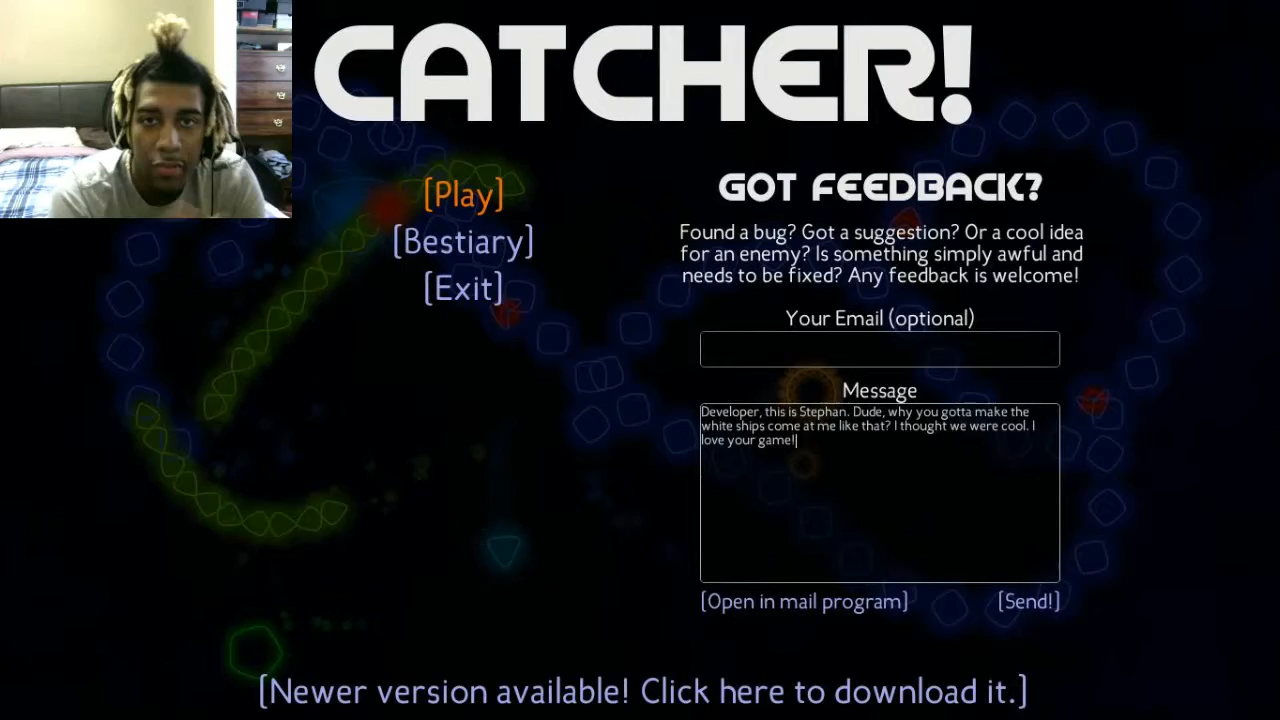 CATCHER!
[Play]
[Bestiary]
[Exit]
GOT FEEDBACK?
Found a bug? Got a suggestion? Or a cool idea
for an enemy? Is something simply awful and
needs to be fixed? Any feedback is welcome!
Your Email (optional)
Message
Developer, this is Stephan. Dude, why you gotta make the
white ships come at me like that? I thought we were cool. I
love your game!
[Open in mail program]
[Send!]
[Newer version available! Click here to download it.]